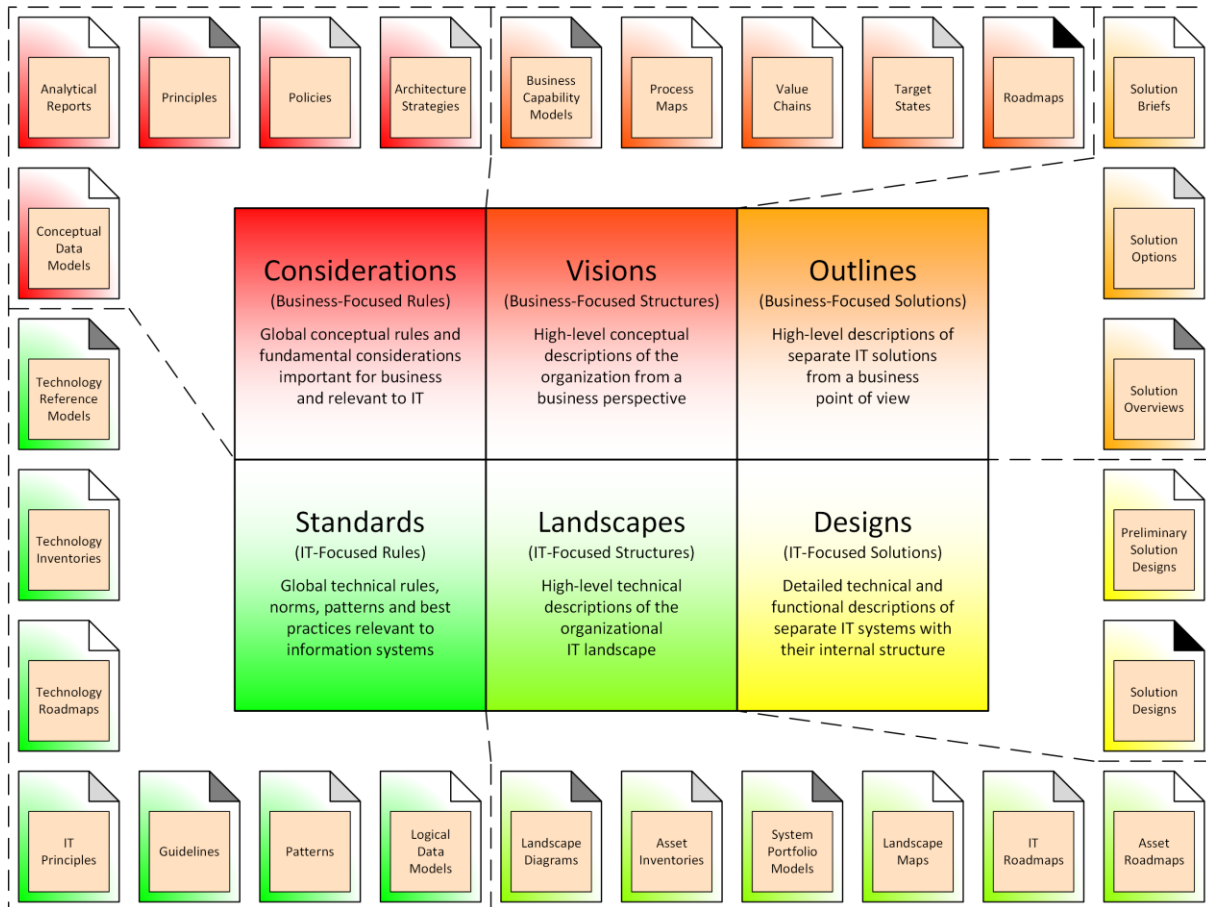 Analytical
Reports
Principles
Policies
Architecture
Strategies
Business
Capability
Models
Process
Maps
Value
Chains
Target
States
Roadmaps
Solution
Briefs
Conceptual
Data
Models
Solution
Options
Technology
Reference
Models
Solution
Overviews
Considerations
(Business-Focused Rules)
Global conceptual rules and
fundamental considerations
important for business
and relevant to IT
Visions
(Business-Focused Structures)
High-level conceptual
descriptions of the
organization from a
business perspective
Outlines
(Business-Focused Solutions)
High-level descriptions of
separate IT solutions
from a business
point of view
Standards
(IT-Focused Rules)
Global technical rules,
norms, patterns and best
practices relevant to
information systems
Landscapes
(IT-Focused Structures)
High-level technical
descriptions of the
organizational
IT landscape
Designs
(IT-Focused Solutions)
Detailed technical and
functional descriptions of
separate IT systems with
their internal structure
Technology
Inventories
Preliminary
Solution
Designs
Technology
Roadmaps
Solution
Designs
IT
Principles
Guidelines
Patterns
Logical
Data
Models
Landscape
Diagrams
Asset
Inventories
System
Portfolio
Models
Landscape
Maps
IT
Roadmaps
Asset
Roadmaps